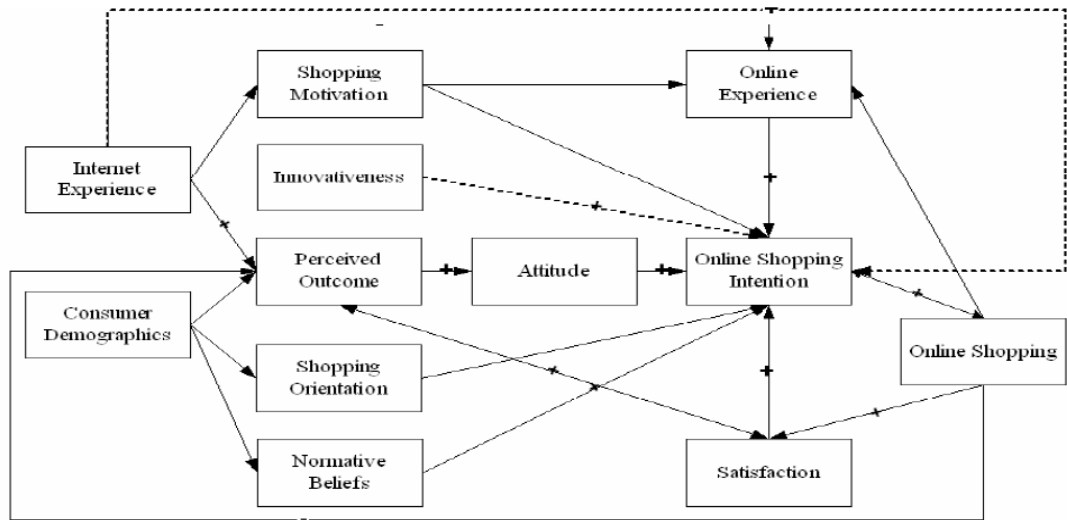 Shopping
Motivation
Online
Experience
Internet
Experience
Innovativeness
Perceived
Outcome
Attitude
Online Shopping
Intention
Consumer
Demographics
Online Shopping
Shopping
Orientation
Normative
Beliefs
Satisfaction